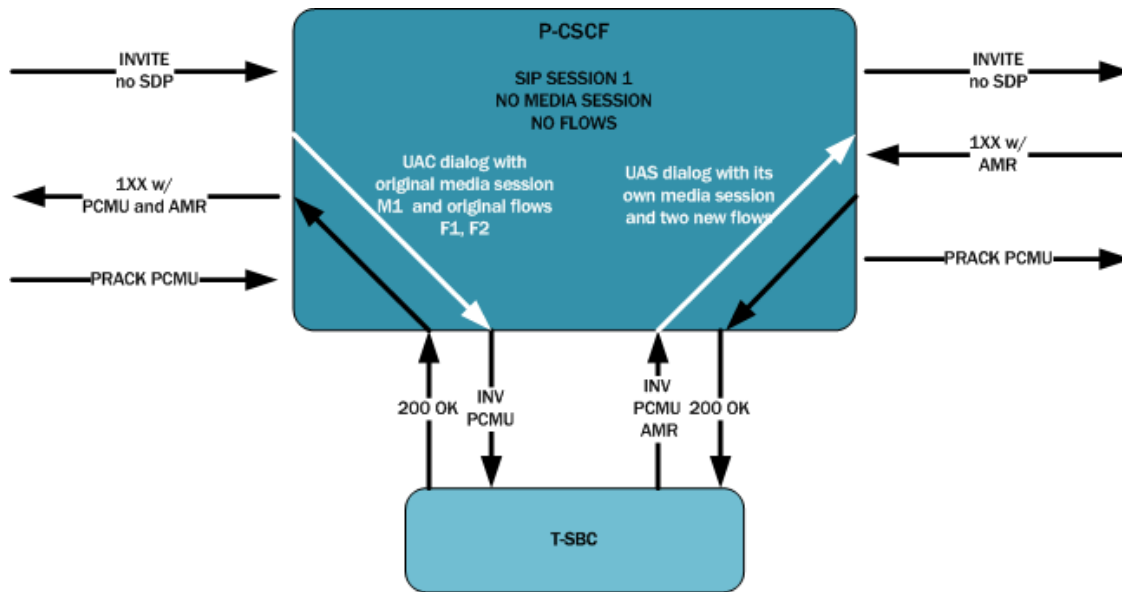 P-CSCF
SIP SESSION 1
NO MEDIA SESSION
NO FLOWS
INVITE
no SDP
INVITE
no SDP
UAC dialog with
original media session
M1 and original flows
F1, F2
UAS dialog with its
own media session
and two new flows
1XX w/
PCMU and AMR
1XX w/
AMR
PRACK PCMU
PRACK PCMU
200 OK
INV
PCMU
INV
PCMU
AMR
200 OK
T-SBC